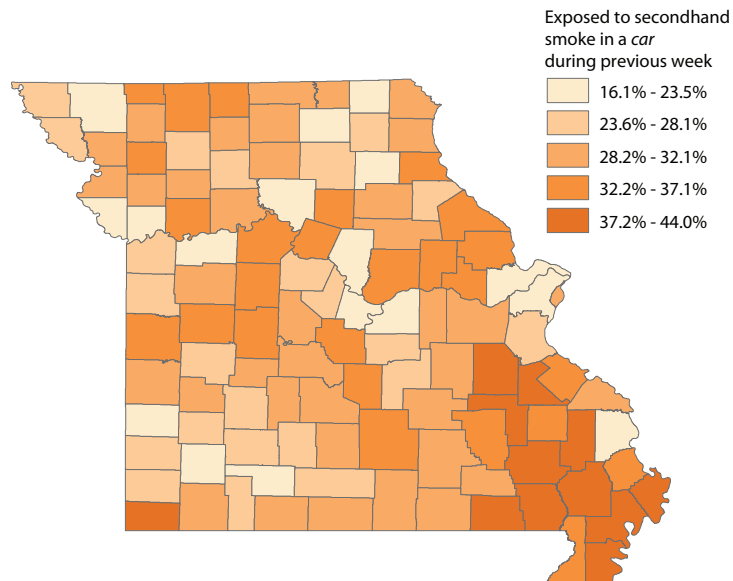 Exposed to secondhand
smoke in a car
during previous week
16.1% - 23.5%
23.6% - 28.1%
28.2% - 32.1%
32.2% - 37.1%
37.2% - 44.0%